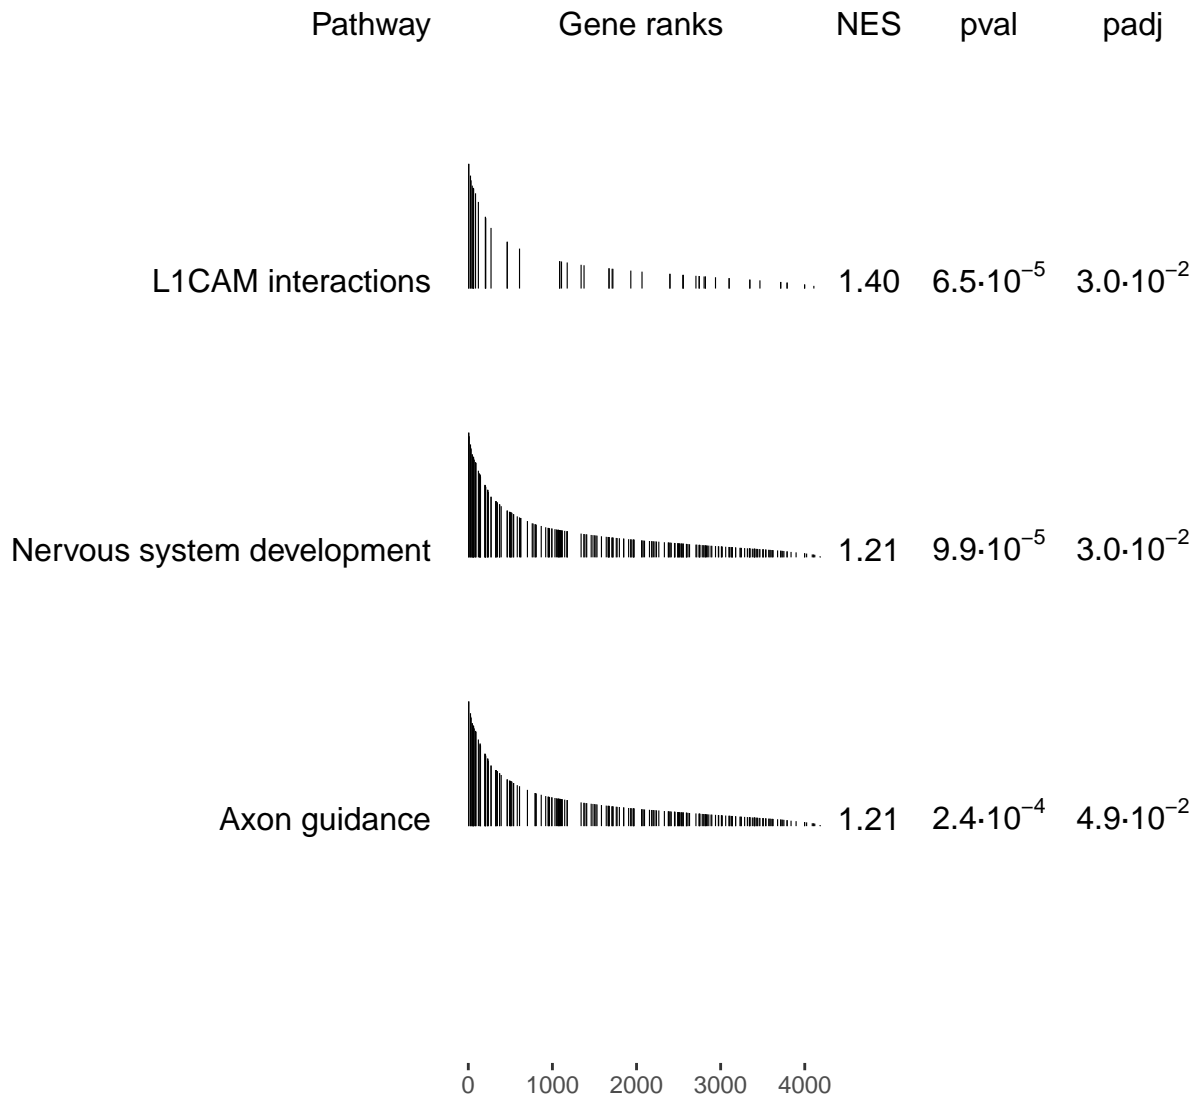 Pathway Gene ranks NES pval padj
L1CAM interactions 1.40 6.5·10⁻⁵ 3.0·10⁻²
Nervous system development 1.21 9.9·10⁻⁵ 3.0·10⁻²
Axon guidance 1.21 2.4·10⁻⁴ 4.9·10⁻²
0 1000 2000 3000 4000